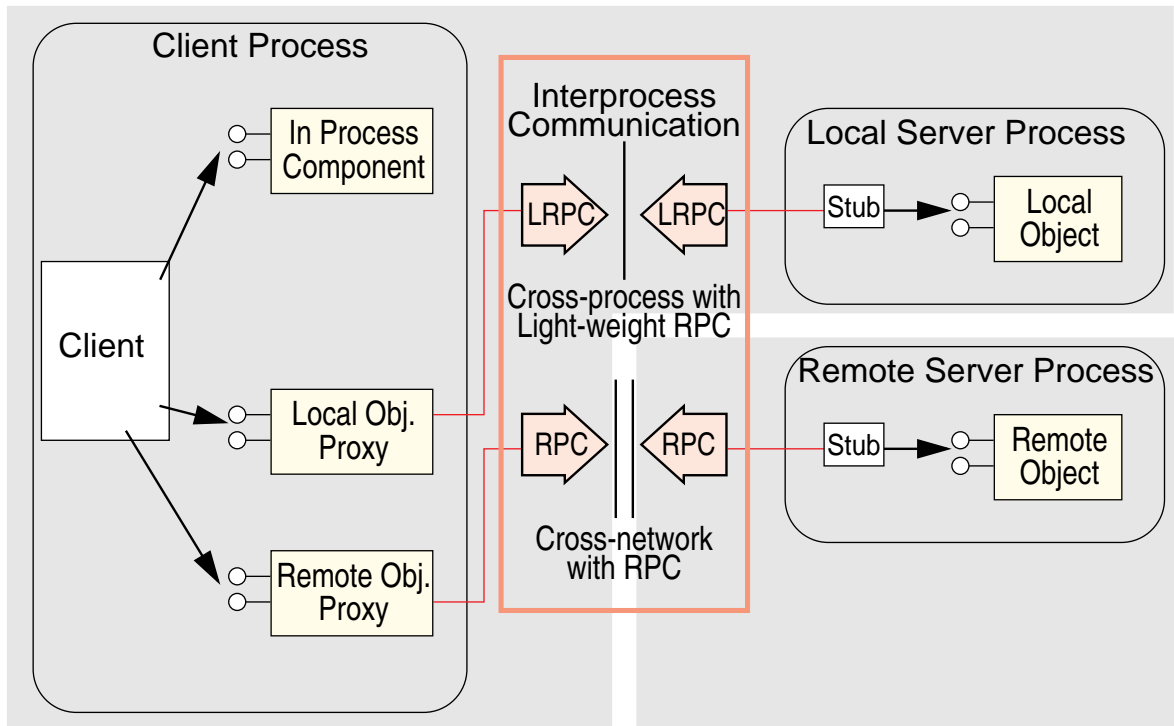 Client Process
In Process
Component
Client
Local Obj.
Proxy
Remote Obj.
Proxy
Interprocess
Communication
LRPC
LRPC
Cross-process with
Light-weight RPC
RPC
RPC
Cross-network
with RPC
Local Server Process
Stub
Local
Object
Remote Server Process
Stub
Remote
Object